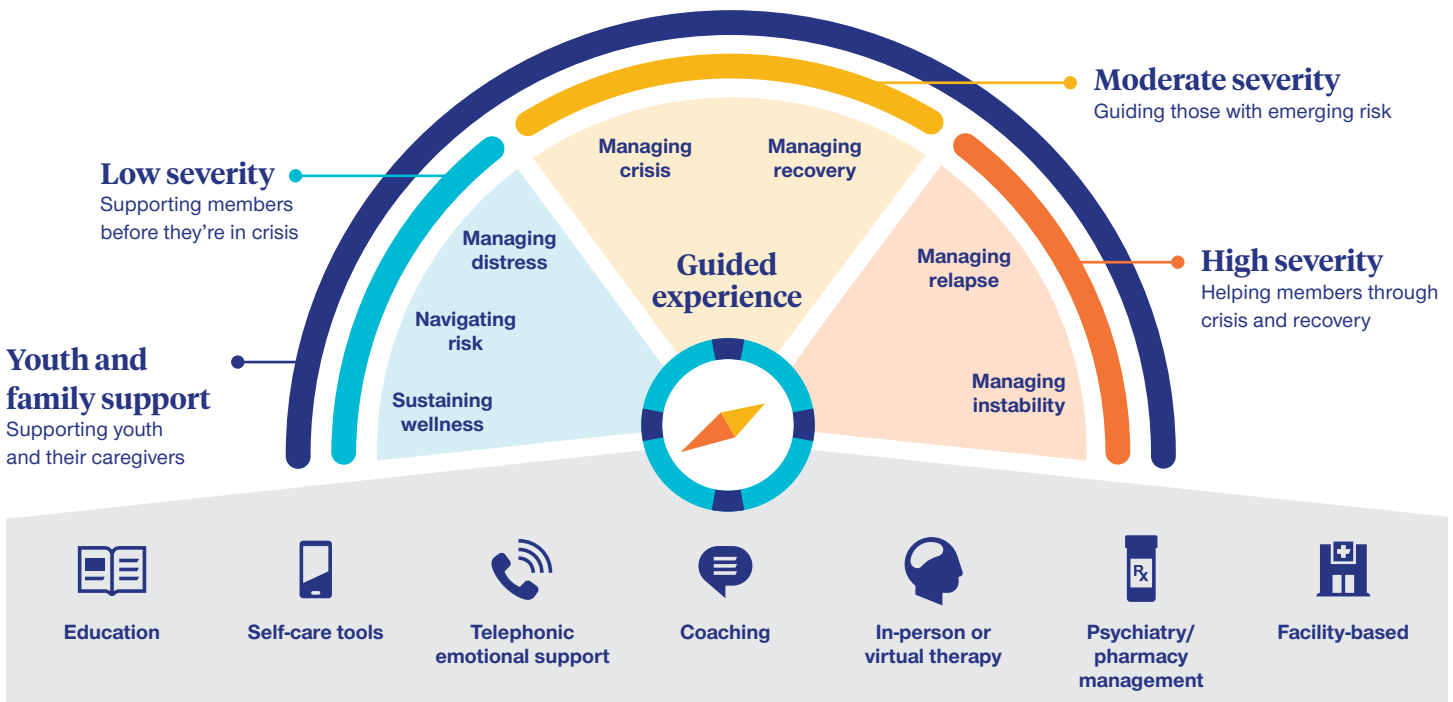 Moderate severity
Guiding those with emerging risk
Low severity
Supporting members
before they're in crisis
Managing
crisis
Managing
recovery
Managing
distress
Navigating
risk
Sustaining
wellness
Guided
experience
Managing
relapse
Managing
instability
High severity
Helping members through
crisis and recovery
Youth and
family support
Supporting youth
and their caregivers
Education
Self-care tools
Telephonic
emotional support
Coaching
In-person or
virtual therapy
Rx
Psychiatry/
pharmacy
management
Facility-based